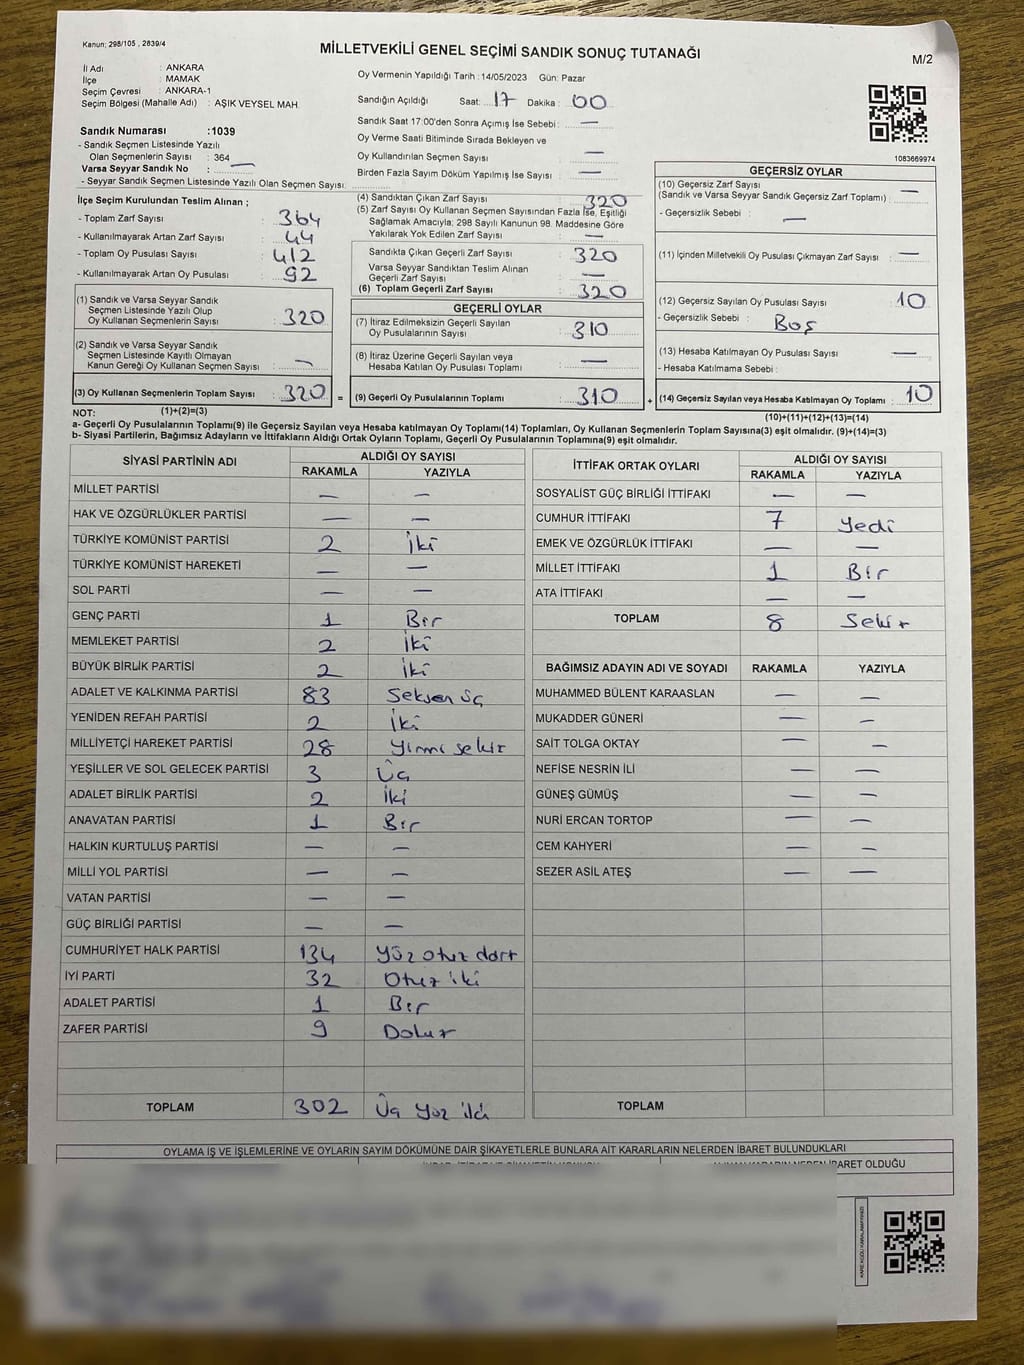 Kanun; 298/105 , 2839/4
MİLLETVEKİLİ GENEL SEÇİMİ SANDIK SONUÇ TUTANAĞI
M/2
İl Adı : ANKARA
İlçe : MAMAK
Seçim Çevresi : ANKARA-1
Seçim Bölgesi (Mahalle Adı) : AŞIK VEYSEL MAH.
Oy Vermenin Yapıldığı Tarih : 14/05/2023 Gün: Pazar
Sandığın Açıldığı Saat: 17 Dakika : 00
Sandık Saat 17:00'den Sonra Açımış İse Sebebi : —
Oy Verme Saati Bitiminde Sırada Bekleyen ve
Oy Kullandırılan Seçmen Sayısı —
Birden Fazla Sayım Döküm Yapılmış İse Sayısı —
Sandık Numarası :1039
- Sandık Seçmen Listesinde Yazılı
Olan Seçmenlerin Sayısı : 364
Varsa Seyyar Sandık No : —
- Seyyar Sandık Seçmen Listesinde Yazılı Olan Seçmen Sayısı:
1083669974
İlçe Seçim Kurulundan Teslim Alınan ;
- Toplam Zarf Sayısı : 364
- Kullanılmayarak Artan Zarf Sayısı : 44
- Toplam Oy Pusulası Sayısı : 412
- Kullanılmayarak Artan Oy Pusulası : 92
(1) Sandık ve Varsa Seyyar Sandık
Seçmen Listesinde Yazılı Olup
Oy Kullanan Seçmenlerin Sayısı : 320
(2) Sandık ve Varsa Seyyar Sandık
Seçmen Listesinde Kayıtlı Olmayan
Kanun Gereği Oy Kullanan Seçmen Sayısı : —
(3) Oy Kullanan Seçmenlerin Toplam Sayısı : 320 =
(1)+(2)=(3)
(4) Sandıktan Çıkan Zarf Sayısı : 320
(5) Zarf Sayısı Oy Kullanan Seçmen Sayısından Fazla İse, Eşitliği
Sağlamak Amacıyla; 298 Sayılı Kanunun 98. Maddesine Göre
Yakılarak Yok Edilen Zarf Sayısı : —
Sandıkta Çıkan Geçerli Zarf Sayısı : 320
Varsa Seyyar Sandıktan Teslim Alınan
Geçerli Zarf Sayısı : —
(6) Toplam Geçerli Zarf Sayısı : 320
GEÇERLİ OYLAR
(7) İtiraz Edilmeksizin Geçerli Sayılan
Oy Pusulalarının Sayısı : 310
(8) İtiraz Üzerine Geçerli Sayılan veya
Hesaba Katılan Oy Pusulası Toplamı : —
(9) Geçerli Oy Pusulalarının Toplamı : 310 +
GEÇERSİZ OYLAR
(10) Geçersiz Zarf Sayısı
(Sandık ve Varsa Seyyar Sandık Geçersiz Zarf Toplamı) : —
- Geçersizlik Sebebi : —
(11) İçinden Milletvekili Oy Pusulası Çıkmayan Zarf Sayısı : —
(12) Geçersiz Sayılan Oy Pusulası Sayısı : 10
- Geçersizlik Sebebi : Boş
(13) Hesaba Katılmayan Oy Pusulası Sayısı : —
- Hesaba Katılmama Sebebi :
(14) Geçersiz Sayılan veya Hesaba Katılmayan Oy Toplamı : 10
(10)+(11)+(12)+(13)=(14)
NOT:
a- Geçerli Oy Pusulalarının Toplamı(9) ile Geçersiz Sayılan veya Hesaba katılmayan Oy Toplamı(14) Toplamları, Oy Kullanan Seçmenlerin Toplam Sayısına(3) eşit olmalıdır. (9)+(14)=(3)
b- Siyasi Partilerin, Bağımsız Adayların ve İttifakların Aldığı Ortak Oyların Toplamı, Geçerli Oy Pusulalarının Toplamına(9) eşit olmalıdır.
SİYASİ PARTİNİN ADI ALDIĞI OY SAYISI
RAKAMLA YAZIYLA
MİLLET PARTİSİ — —
HAK VE ÖZGÜRLÜKLER PARTİSİ — —
TÜRKİYE KOMÜNİST PARTİSİ 2 İki
TÜRKİYE KOMÜNİST HAREKETİ — —
SOL PARTİ — —
GENÇ PARTİ 1 Bir
MEMLEKET PARTİSİ 2 İki
BÜYÜK BİRLİK PARTİSİ 2 İki
ADALET VE KALKINMA PARTİSİ 83 Seksen üç
YENİDEN REFAH PARTİSİ 2 İki
MİLLİYETÇİ HAREKET PARTİSİ 28 Yirmi sekiz
YEŞİLLER VE SOL GELECEK PARTİSİ 3 Üç
ADALET BİRLİK PARTİSİ 2 İki
ANAVATAN PARTİSİ 1 Bir
HALKIN KURTULUŞ PARTİSİ — —
MİLLİ YOL PARTİSİ — —
VATAN PARTİSİ — —
GÜÇ BİRLİĞİ PARTİSİ — —
CUMHURİYET HALK PARTİSİ 134 Yüz otuz dört
İYİ PARTİ 32 Otuz iki
ADALET PARTİSİ 1 Bir
ZAFER PARTİSİ 9 Dokuz
TOPLAM 302 Üç yüz iki
İTTİFAK ORTAK OYLARI ALDIĞI OY SAYISI
RAKAMLA YAZIYLA
SOSYALİST GÜÇ BİRLİĞİ İTTİFAKI — —
CUMHUR İTTİFAKI 7 Yedi
EMEK VE ÖZGÜRLÜK İTTİFAKI — —
MİLLET İTTİFAKI 1 Bir
ATA İTTİFAKI — —
TOPLAM 8 Sekiz
BAĞIMSIZ ADAYIN ADI VE SOYADI RAKAMLA YAZIYLA
MUHAMMED BÜLENT KARAASLAN — —
MUKADDER GÜNERİ — —
SAİT TOLGA OKTAY — —
NEFİSE NESRİN İLİ — —
GÜNEŞ GÜMÜŞ — —
NURİ ERCAN TORTOP — —
CEM KAHYERİ — —
SEZER ASİL ATEŞ — —
TOPLAM
OYLAMA İŞ VE İŞLEMLERİNE VE OYLARIN SAYIM DÖKÜMÜNE DAİR ŞİKAYETLERLE BUNLARA AİT KARARLARIN NELERDEN İBARET BULUNDUKLARI
İBARET OLDUĞU